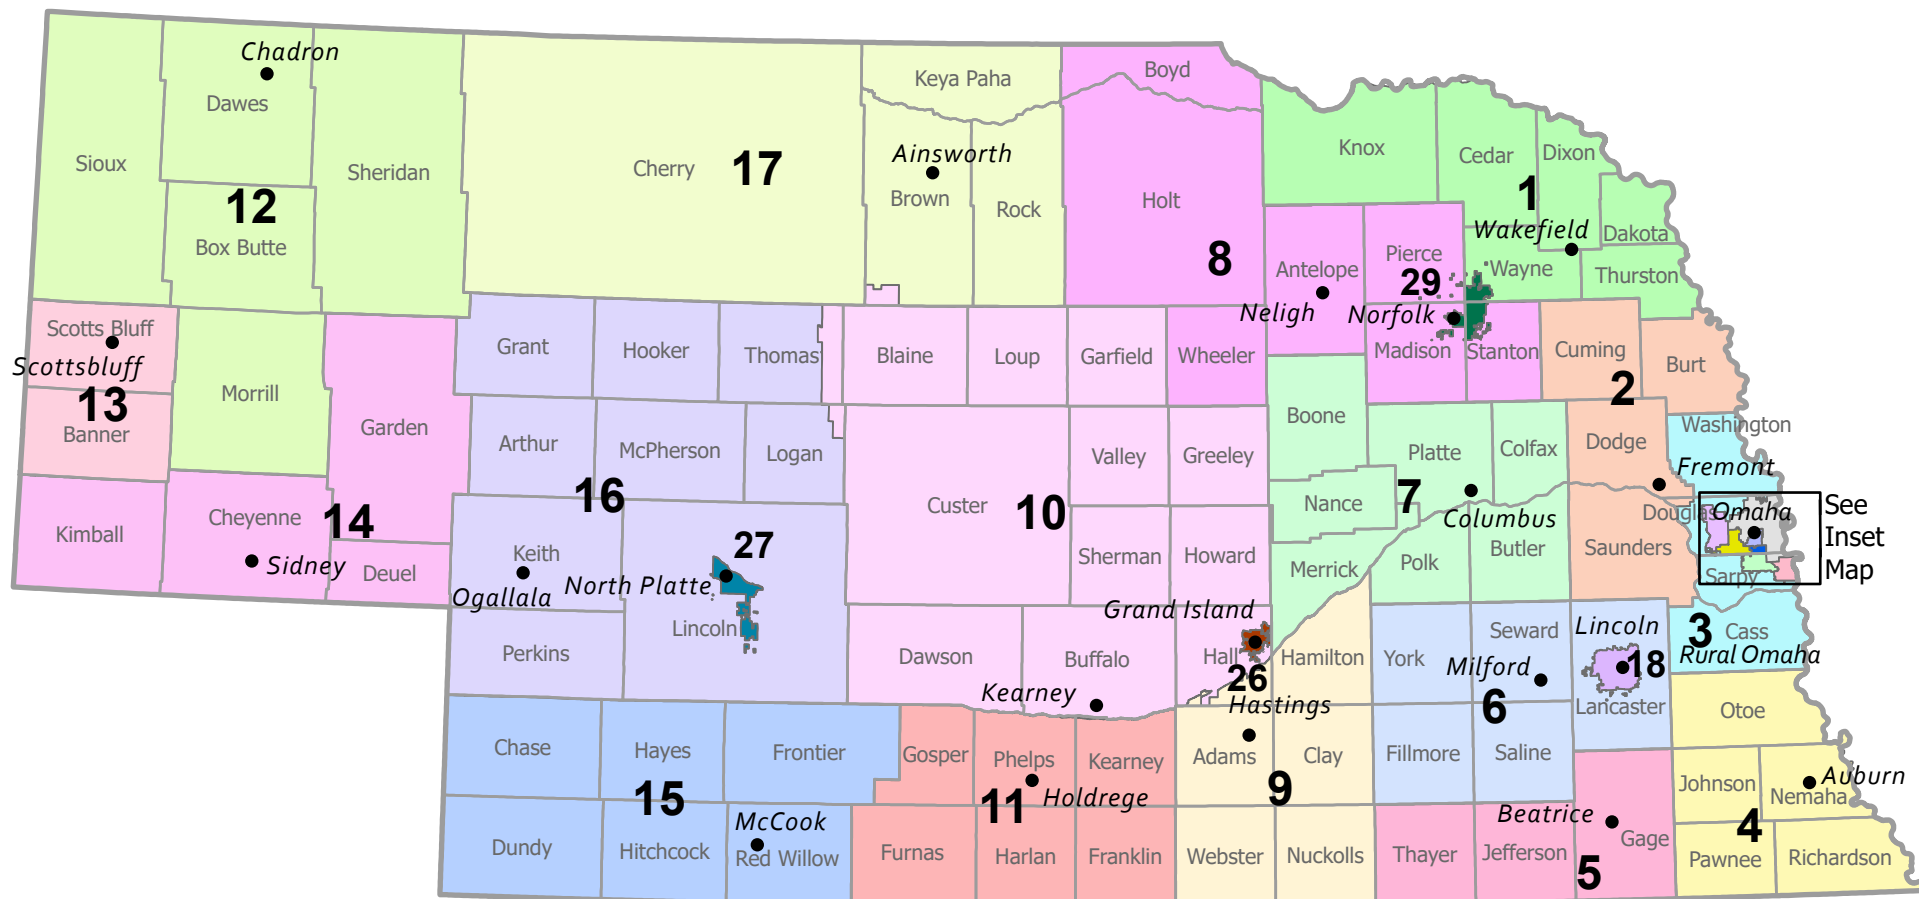 Chadron
Dawes
Sioux
Sheridan
12
Box Butte
Cherry
17
Keya Paha
Ainsworth
Brown
Rock
Boyd
Holt
8
Knox
Cedar
Dixon
1
Wakefield
Dakota
Wayne
Thurston
Antelope
Pierce
29
Neligh
Norfolk
Madison
Stanton
Scotts Bluff
Scottsbluff
13
Banner
Morrill
Garden
Kimball
Cheyenne
14
Sidney
Deuel
Grant
Hooker
Thomas
Arthur
McPherson
Logan
16
Keith
Ogallala
27
North Platte
Lincoln
Perkins
Blaine
Loup
Garfield
Wheeler
Custer
10
Valley
Greeley
Sherman
Howard
Grand Island
Dawson
Buffalo
Hall
26
Kearney
Boone
Nance
7
Platte
Colfax
Columbus
Merrick
Polk
Butler
Cuming
2
Burt
Dodge
Washington
Fremont
Saunders
Douglas
Omaha
Sarpy
See
Inset
Map
3
Cass
Rural Omaha
Hamilton
York
Seward
Milford
6
Lincoln
18
Lancaster
Fillmore
Saline
Hastings
Adams
Clay
9
Webster
Nuckolls
Chase
Hayes
Frontier
15
Dundy
Hitchcock
McCook
Red Willow
Gosper
Phelps
Kearney
11
Holdrege
Furnas
Harlan
Franklin
Thayer
Jefferson
Beatrice
Gage
5
Otoe
Johnson
Nemaha
Auburn
4
Pawnee
Richardson